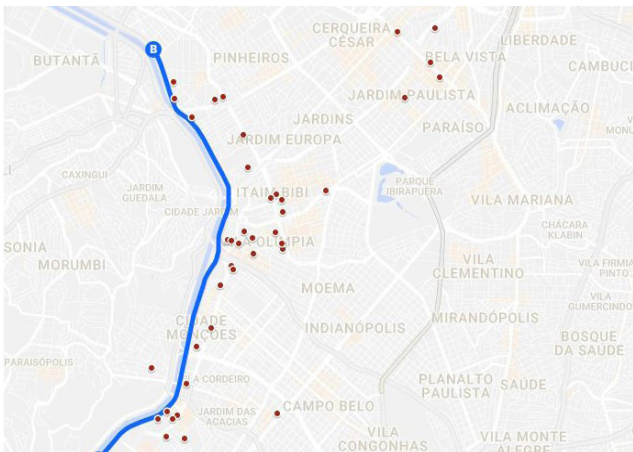 CERQUEIRA
CÉSAR
LIBERDADE
B
BUTANTÃ
PINHEIROS
BELA VISTA
CAMBUCI
JARDIM PAULISTA
ACLIMAÇÃO
JARDINS
PARAÍSO
JARDIM EUROPA
CAXINGUI
JARDIM
GUEDALA
ITAIM BIBI
PARQUE
IBIRAPUERA
VILA MARIANA
CIDADE JARDIM
CHÁCARA
KLABIN
SONIA
MORUMBI
OLIMPIA
VILA
CLEMENTINO
VILA FIRMIA
PINTO
MOEMA
VILA
GUMERCINDO
CIDADE
MONÇÕES
INDIANÓPOLIS
MIRANDÓPOLIS
BOSQUE
DA SAÚDE
PARAISÓPOLIS
VILA CORDEIRO
PLANALTO
PAULISTA
SAÚDE
JARDIM DAS
ACACIAS
CAMPO BELO
VILA
CONGONHAS
VILA MONTE
ALEGRE